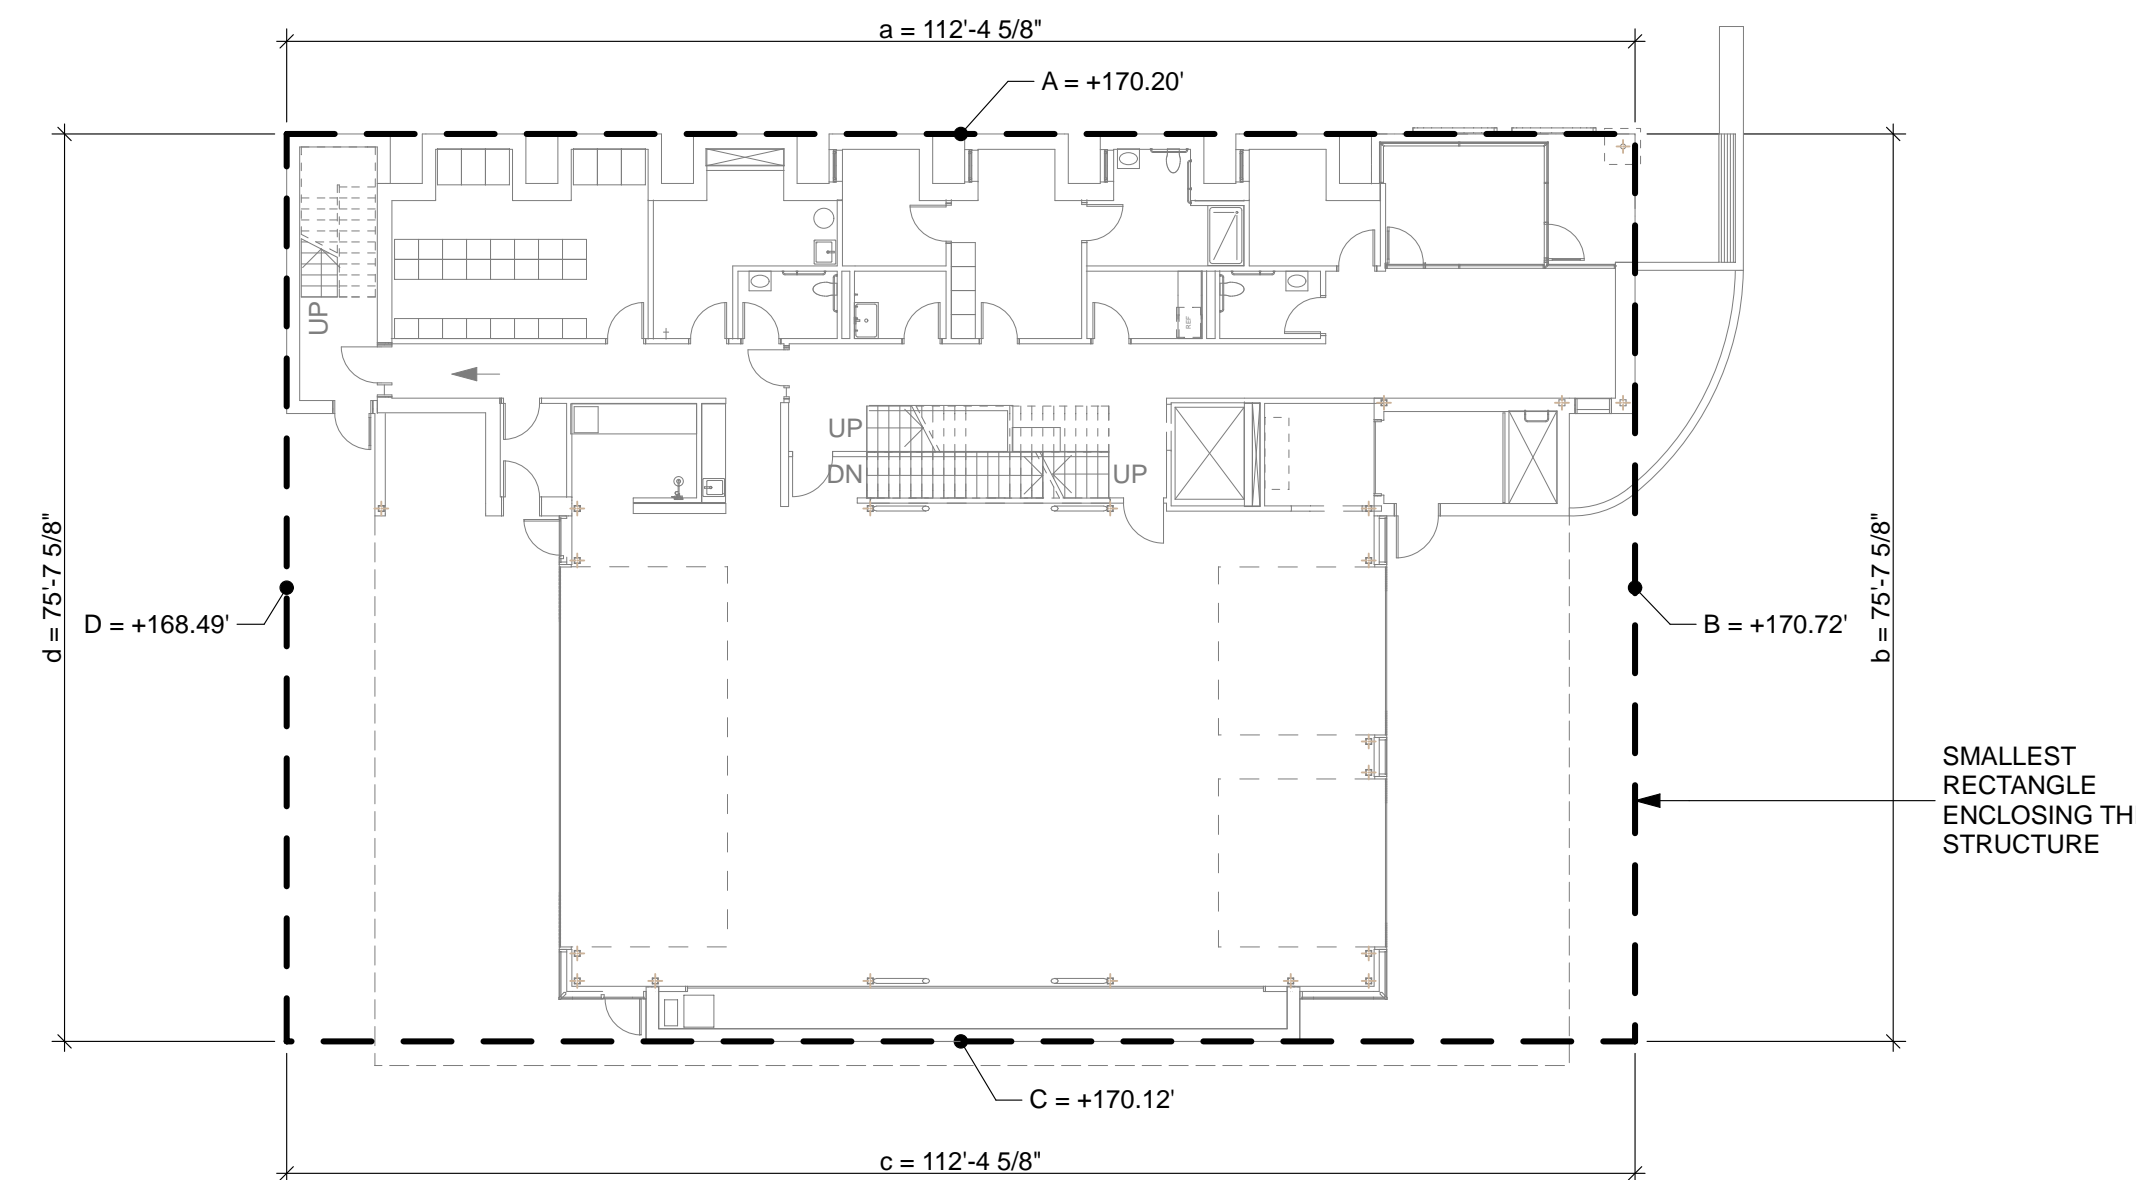 a = 112'-4 5/8"
A = +170.20'
UP
REF
UP
DN
UP
d = 75'-7 5/8"
D = +168.49'
b = 75'-7 5/8"
B = +170.72'
SMALLEST
RECTANGLE
ENCLOSING TH
STRUCTURE
C = +170.12'
c = 112'-4 5/8"